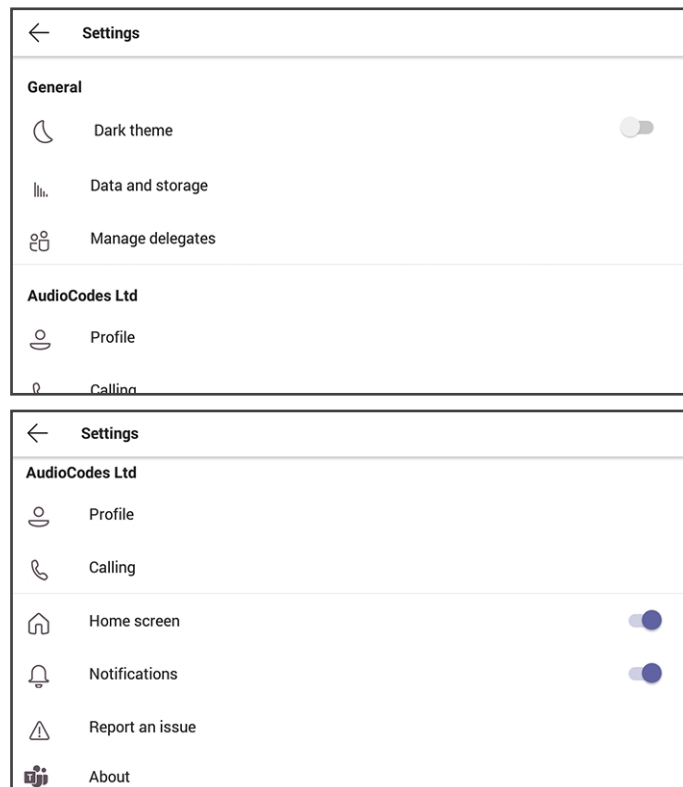 Settings
General
Dark theme
Data and storage
Manage delegates
AudioCodes Ltd
Profile
Calling
Settings
AudioCodes Ltd
Profile
Calling
Home screen
Notifications
Report an issue
About